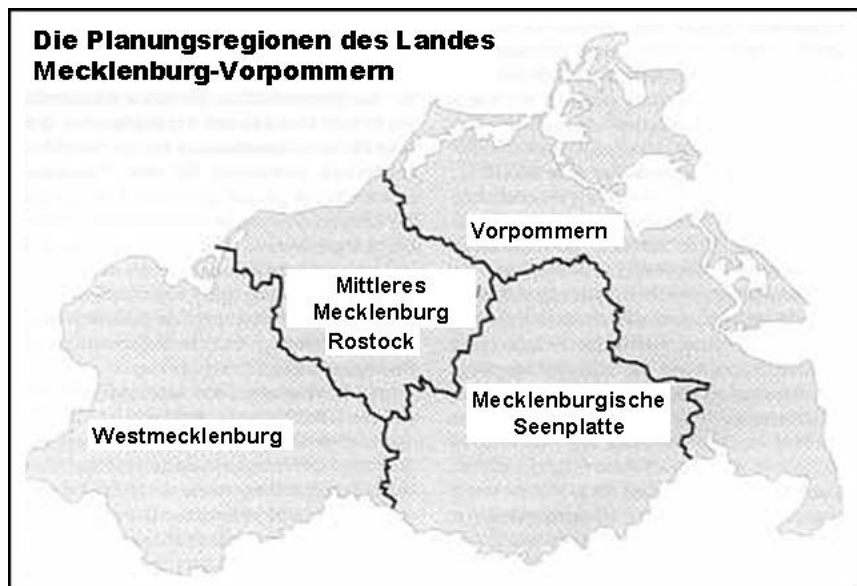 Die Planungsregionen des Landes
Mecklenburg-Vorpommern
Vorpommern
Mittleres
Mecklenburg
Rostock
Mecklenburgische
Seenplatte
Westmecklenburg